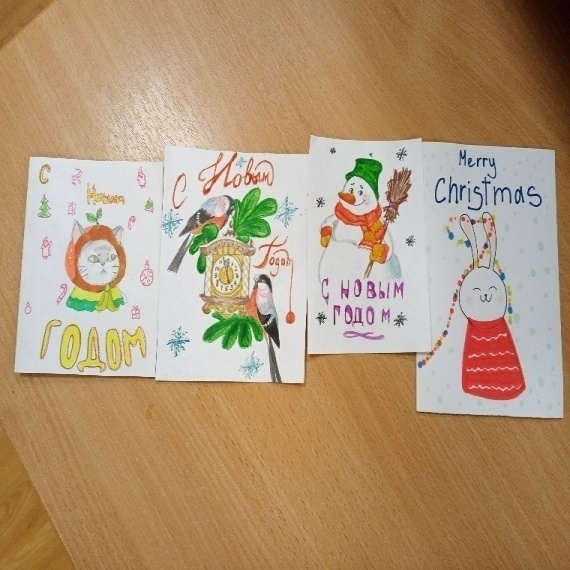 С
Новым
ГОДОМ
С Новым
Годом
С НОВЫМ
ГОДОМ
Merry
Christmas